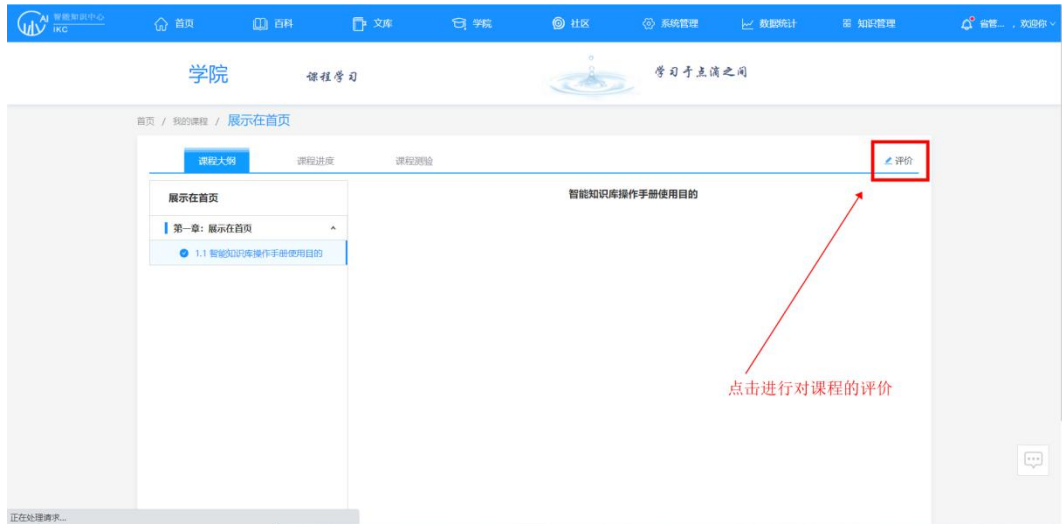 智能知识中心
IKC
首页 百科 文库 学院 社区 系统管理 数据统计 知识管理 省管... ，欢迎你
学院 课程学习 学习于点滴之间
首页 / 我的课程 / 展示在首页
课程大纲 课程进度 课程测验 评价
展示在首页
智能知识库操作手册使用目的
第一章：展示在首页
1.1 智能知识库操作手册使用目的
点击进行对课程的评价
正在处理请求...